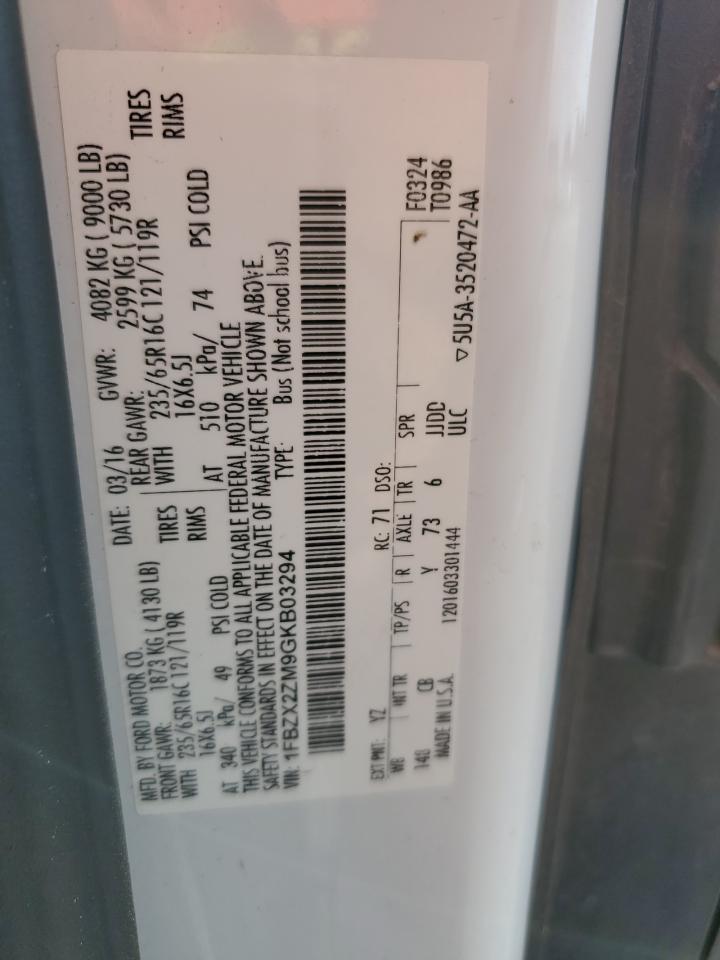 MFD. BY FORD MOTOR CO. DATE: 03/16 GVWR: 4082 KG ( 9000 LB)
FRONT GAWR: 1873 KG ( 4130 LB) REAR GAWR: 2599 KG ( 5730 LB)
WITH 235/65R16C 121/119R TIRES WITH 235/65R16C 121/119R TIRES
16X6.5J RIMS 16X6.5J RIMS
AT 340 kPa/ 49 PSI COLD AT 510 kPa/ 74 PSI COLD
THIS VEHICLE CONFORMS TO ALL APPLICABLE FEDERAL MOTOR VEHICLE
SAFETY STANDARDS IN EFFECT ON THE DATE OF MANUFACTURE SHOWN ABOVE.
VIN: 1FBZX2ZM9GKB03294 TYPE: Bus (Not school bus)
EXT PNT: YZ RC: 71 DSO:
WB INT TR TP/PS R AXLE TR SPR F0324
148 CB Y 73 6 JJDD T0986
MADE IN U.S.A. 1201603301444 ULC ▽5U5A-3520472-AA